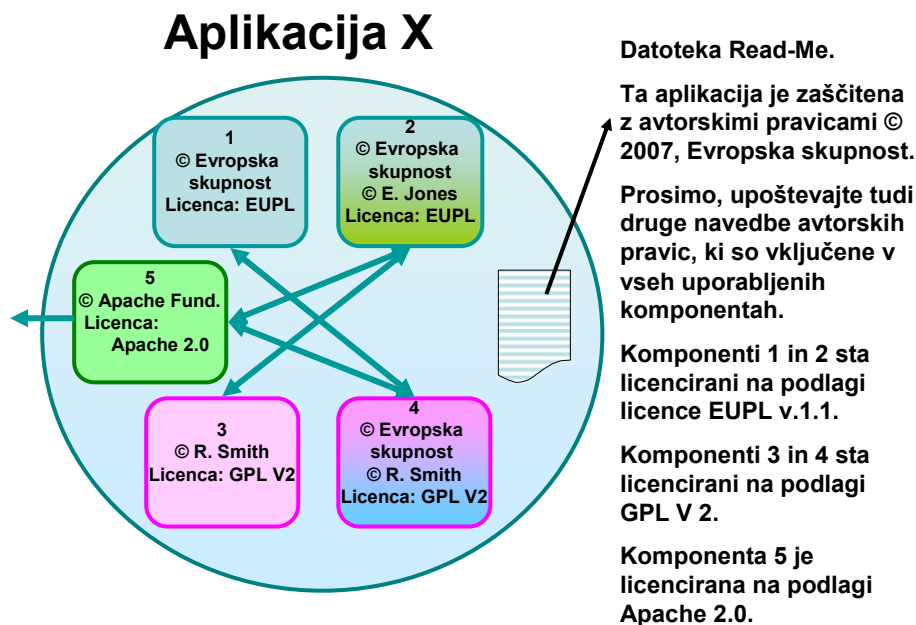 Aplikacija X
1
© Evropska
skupnost
Licenca: EUPL
2
© Evropska
skupnost
© E. Jones
Licenca: EUPL
5
© Apache Fund.
Licenca:
Apache 2.0
3
© R. Smith
Licenca: GPL V2
4
© Evropska
skupnost
© R. Smith
Licenca: GPL V2
Datoteka Read-Me.
Ta aplikacija je zaščitena
z avtorskimi pravicami ©
2007, Evropska skupnost.
Prosimo, upoštevajte tudi
druge navedbe avtorskih
pravic, ki so vključene v
vseh uporabljenih
komponentah.
Komponenti 1 in 2 sta
licencirani na podlagi
licence EUPL v.1.1.
Komponenti 3 in 4 sta
licencirani na podlagi
GPL V 2.
Komponenta 5 je
licencirana na podlagi
Apache 2.0.